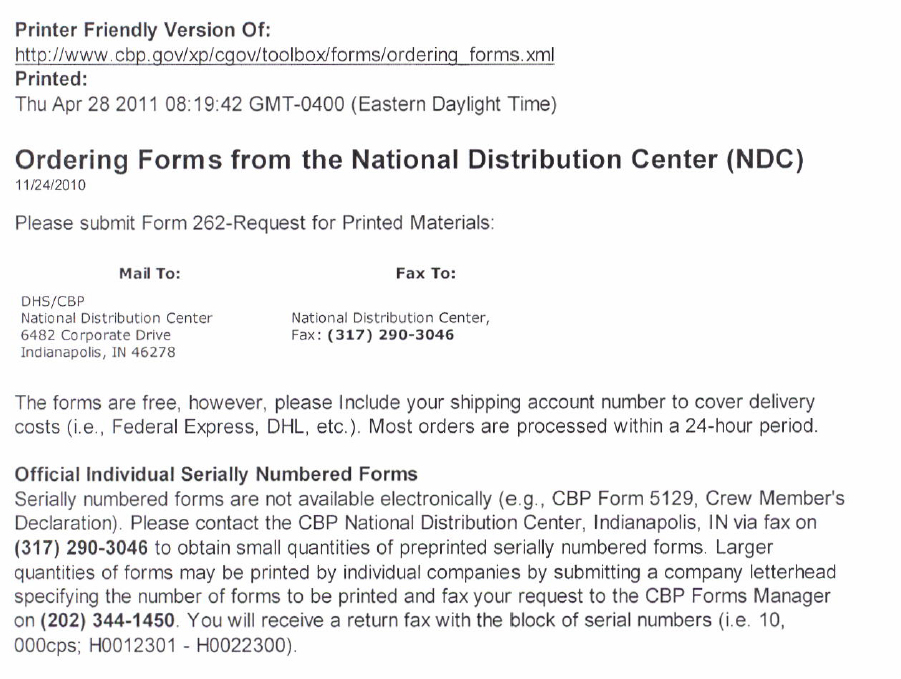 Printer Friendly Version Of:
http://www.cbp.gov/xp/cgov/toolbox/forms/ordering_forms.xml
Printed:
Thu Apr 28 2011 08:19:42 GMT-0400 (Eastern Daylight Time)
Ordering Forms from the National Distribution Center (NDC)
11/24/2010
Please submit Form 262-Request for Printed Materials:
Mail To:
DHS/CBP
National Distribution Center
6482 Corporate Drive
Indianapolis, IN 46278
Fax To:
National Distribution Center,
Fax: (317) 290-3046
The forms are free, however, please Include your shipping account number to cover delivery
costs (i.e., Federal Express, DHL, etc.). Most orders are processed within a 24-hour period.
Official Individual Serially Numbered Forms
Serially numbered forms are not available electronically (e.g., CBP Form 5129, Crew Member's
Declaration). Please contact the CBP National Distribution Center, Indianapolis, IN via fax on
(317) 290-3046 to obtain small quantities of preprinted serially numbered forms. Larger
quantities of forms may be printed by individual companies by submitting a company letterhead
specifying the number of forms to be printed and fax your request to the CBP Forms Manager
on (202) 344-1450. You will receive a return fax with the block of serial numbers (i.e. 10,
000cps; H0012301 - H0022300).